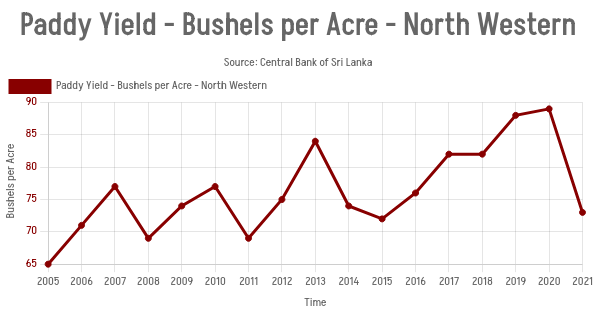 Paddy Yield - Bushels per Acre - North Western
Source: Central Bank of Sri Lanka
Paddy Yield - Bushels per Acre - North Western
90
85
80
75
70
65
Bushels per Acre
2005 2006 2007 2008 2009 2010 2011 2012 2013 2014 2015 2016 2017 2018 2019 2020 2021
Time